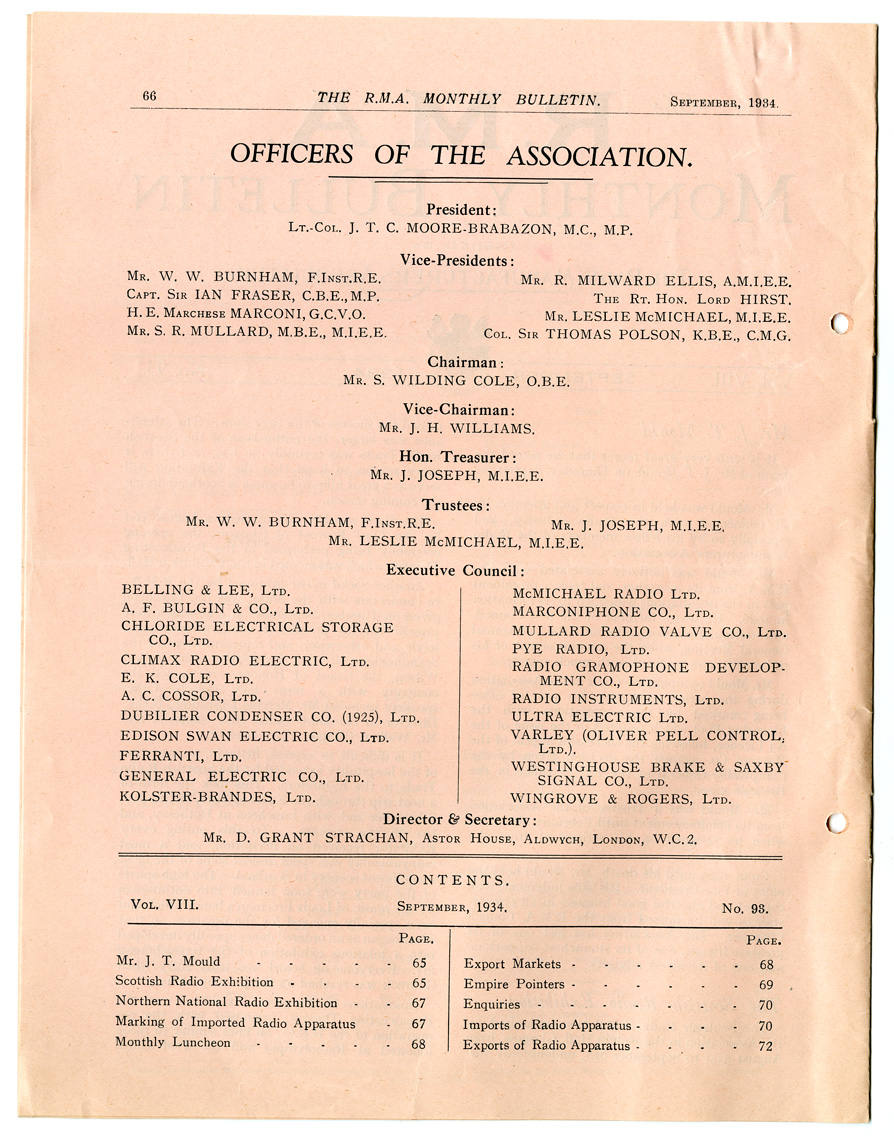 66 THE R.M.A. MONTHLY BULLETIN. SEPTEMBER, 1934.
OFFICERS OF THE ASSOCIATION.
President:
LT.-COL. J. T. C. MOORE-BRABAZON, M.C., M.P.
Vice-Presidents:
MR. W. W. BURNHAM, F.INST.R.E. MR. R. MILWARD ELLIS, A.M.I.E.E.
CAPT. SIR IAN FRASER, C.B.E., M.P. THE RT. HON. LORD HIRST.
H. E. MARCHESE MARCONI, G.C.V.O. MR. LESLIE McMICHAEL, M.I.E.E.
MR. S. R. MULLARD, M.B.E., M.I.E.E. COL. SIR THOMAS POLSON, K.B.E., C.M.G.
Chairman:
MR. S. WILDING COLE, O.B.E.
Vice-Chairman:
MR. J. H. WILLIAMS.
Hon. Treasurer:
MR. J. JOSEPH, M.I.E.E.
Trustees:
MR. W. W. BURNHAM, F.INST.R.E. MR. J. JOSEPH, M.I.E.E.
MR. LESLIE McMICHAEL, M.I.E.E.
Executive Council:
BELLING & LEE, LTD.
A. F. BULGIN & CO., LTD.
CHLORIDE ELECTRICAL STORAGE
CO., LTD.
CLIMAX RADIO ELECTRIC, LTD.
E. K. COLE, LTD.
A. C. COSSOR, LTD.
DUBILIER CONDENSER CO. (1925), LTD.
EDISON SWAN ELECTRIC CO., LTD.
FERRANTI, LTD.
GENERAL ELECTRIC CO., LTD.
KOLSTER-BRANDES, LTD.
McMICHAEL RADIO LTD.
MARCONIPHONE CO., LTD.
MULLARD RADIO VALVE CO., LTD.
PYE RADIO, LTD.
RADIO GRAMOPHONE DEVELOP-
MENT CO., LTD.
RADIO INSTRUMENTS, LTD.
ULTRA ELECTRIC LTD.
VARLEY (OLIVER PELL CONTROL,
LTD.).
WESTINGHOUSE BRAKE & SAXBY
SIGNAL CO., LTD.
WINGROVE & ROGERS, LTD.
Director & Secretary:
MR. D. GRANT STRACHAN, ASTOR HOUSE, ALDWYCH, LONDON, W.C.2.
CONTENTS.
VOL. VIII. SEPTEMBER, 1934. No. 93.
PAGE.
Mr. J. T. Mould - - - - - 65
Scottish Radio Exhibition - - - - 65
Northern National Radio Exhibition - - 67
Marking of Imported Radio Apparatus - 67
Monthly Luncheon - - - - - 68
PAGE.
Export Markets - - - - - - 68
Empire Pointers - - - - - - 69
Enquiries - - - - - - - 70
Imports of Radio Apparatus - - - - 70
Exports of Radio Apparatus - - - - 72